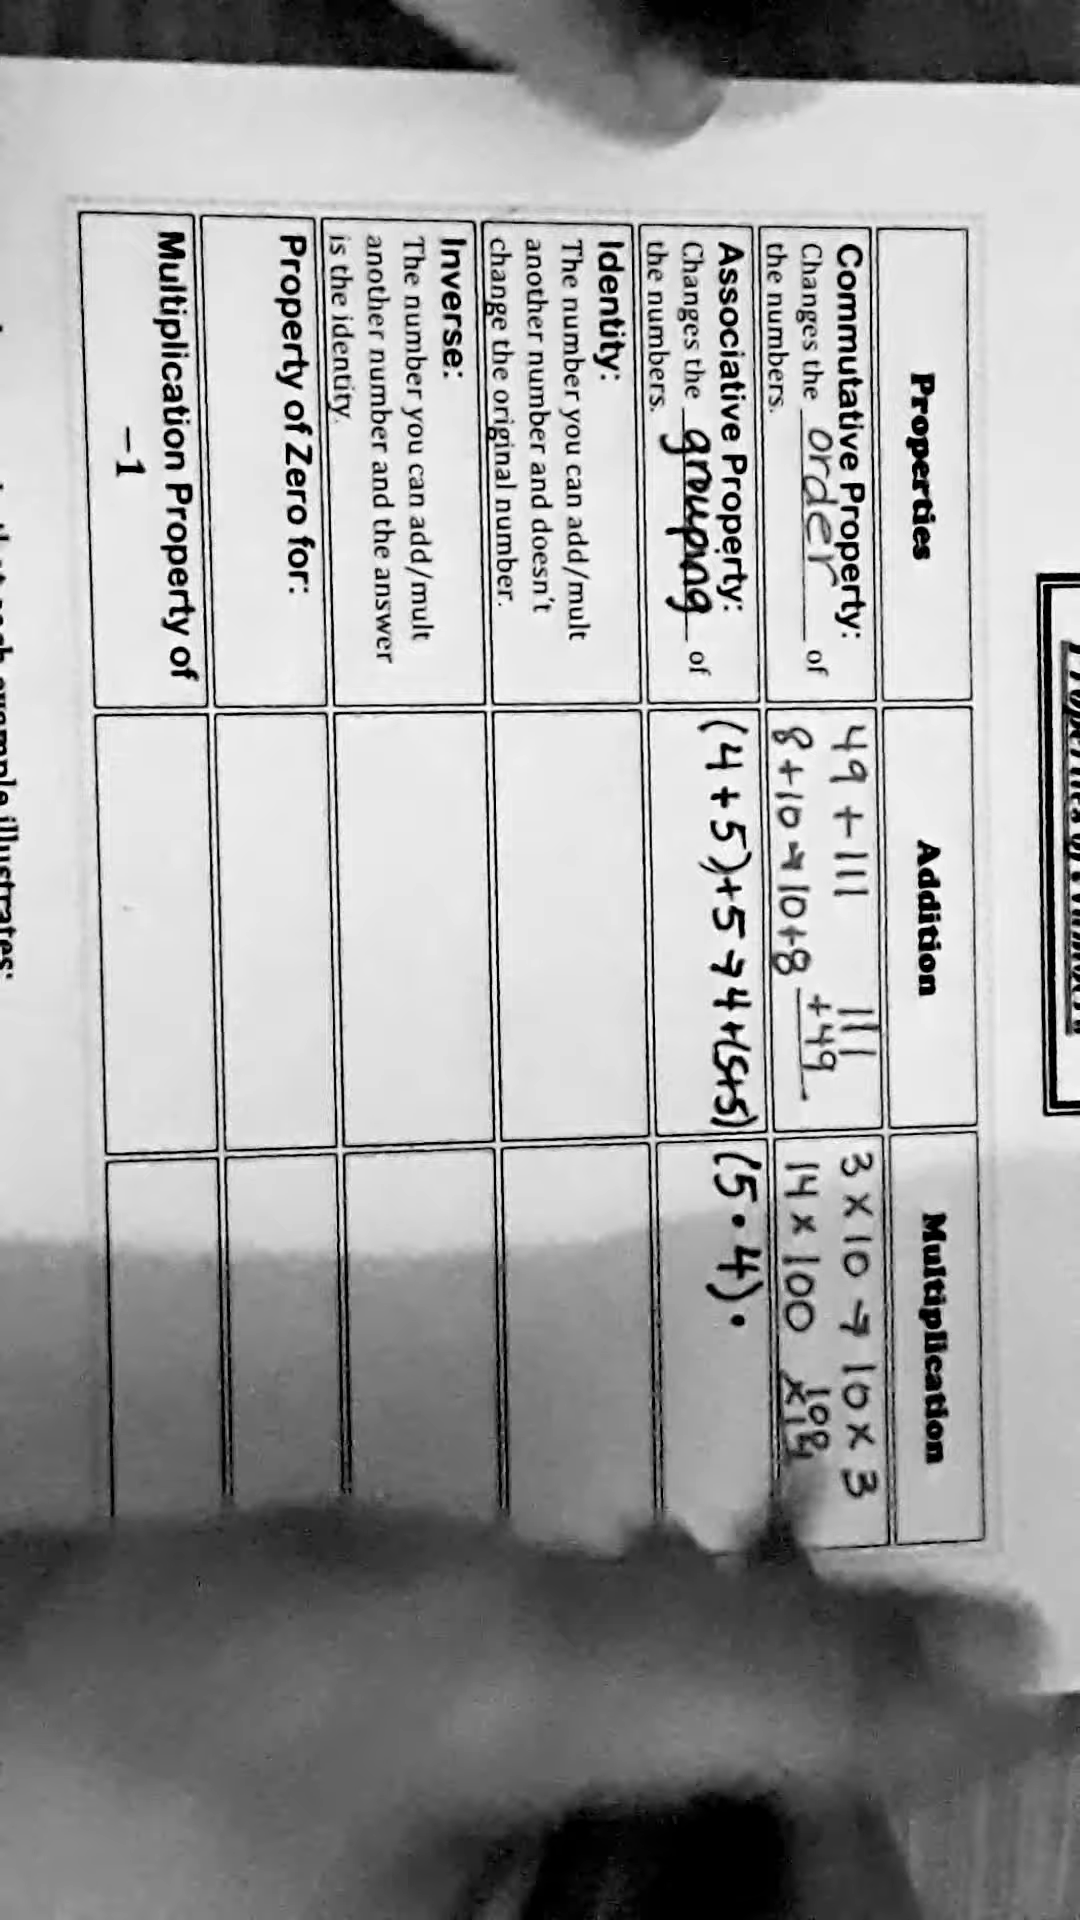 Properties
Addition
Multiplication
Commutative Property:
Changes the order of
the numbers.
49 + 111
111
+49
8+10 → 10+8
3 x 10 → 10 x 3
14 x 100
100
x14
Associative Property:
Changes the grouping of
the numbers.
(4+5)+5 → 4+(5+5)
(5·4)·
Identity:
The number you can add/mult
another number and doesn't
change the original number.
Inverse:
The number you can add/mult
another number and the answer
is the identity.
Property of Zero for:
Multiplication Property of
-1
example illustrates: